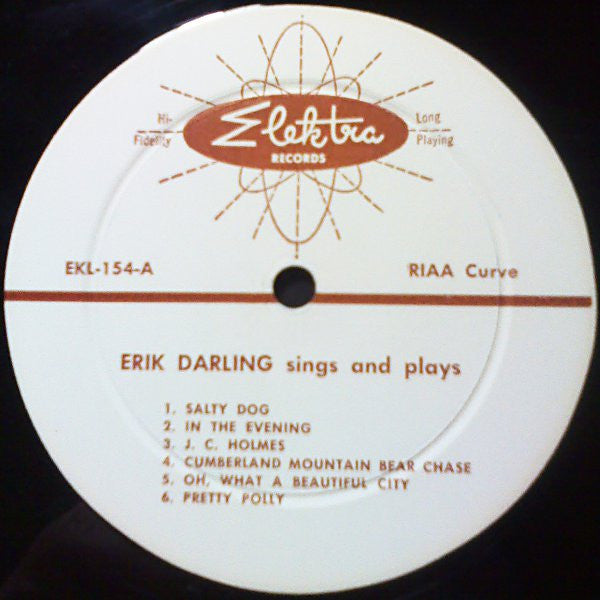 Elektra
RECORDS
Hi-
Fidelity
Long
Playing
EKL-154-A
RIAA Curve
ERIK DARLING sings and plays
1. SALTY DOG
2. IN THE EVENING
3. J. C. HOLMES
4. CUMBERLAND MOUNTAIN BEAR CHASE
5. OH, WHAT A BEAUTIFUL CITY
6. PRETTY POLLY